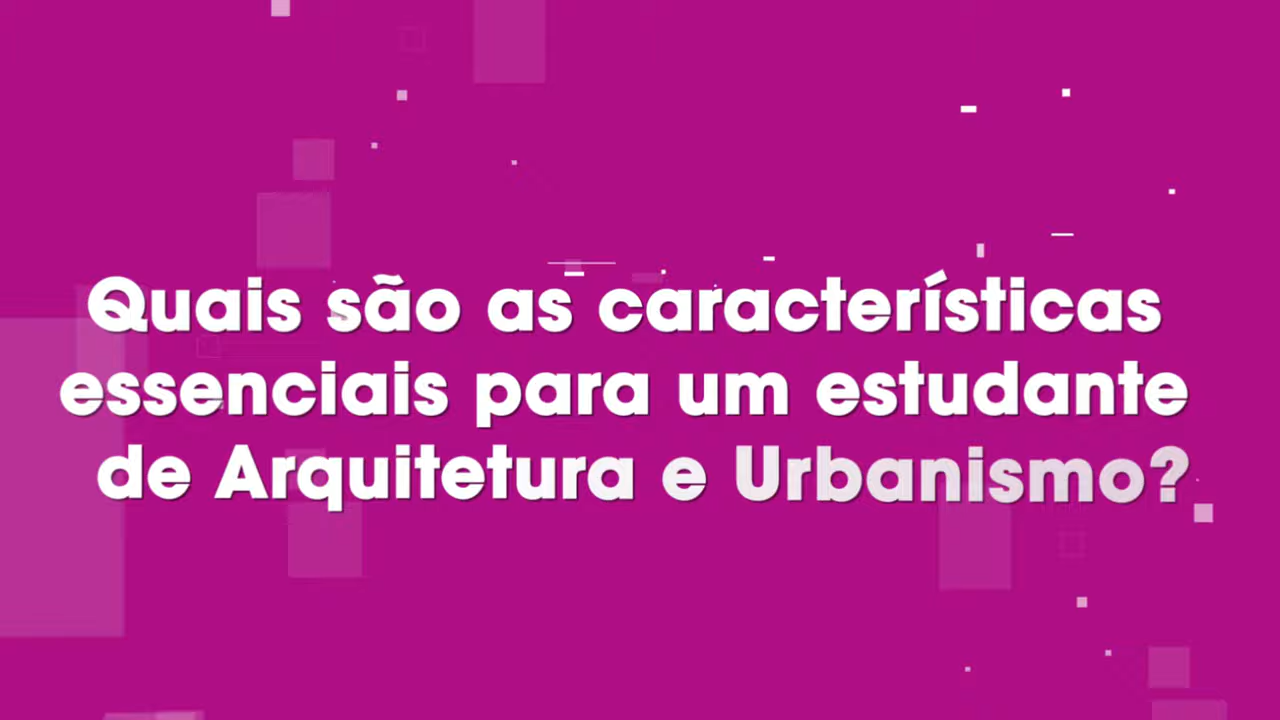 Quais são as características
essenciais para um estudante
de Arquitetura e Urbanismo?